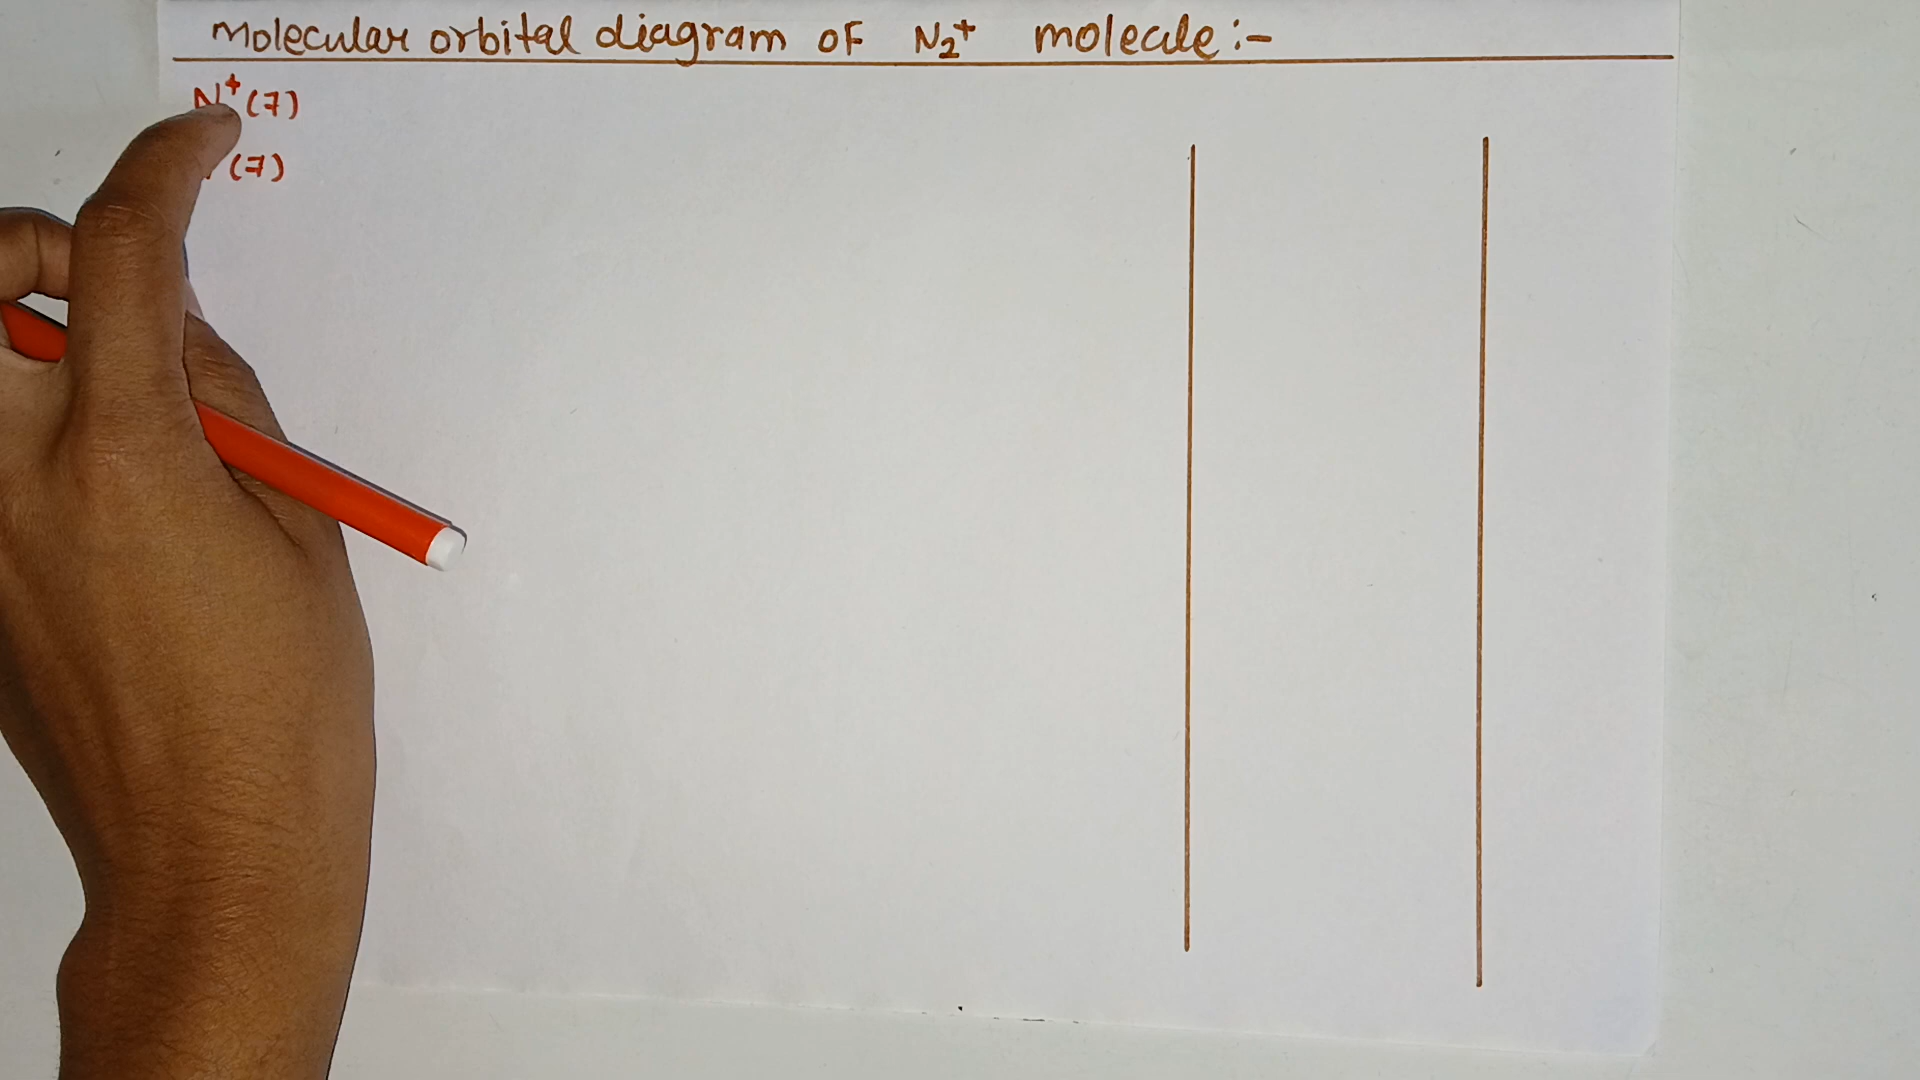 Molecular orbital diagram of N₂⁺ molecule :-
N⁺(7)
(7)